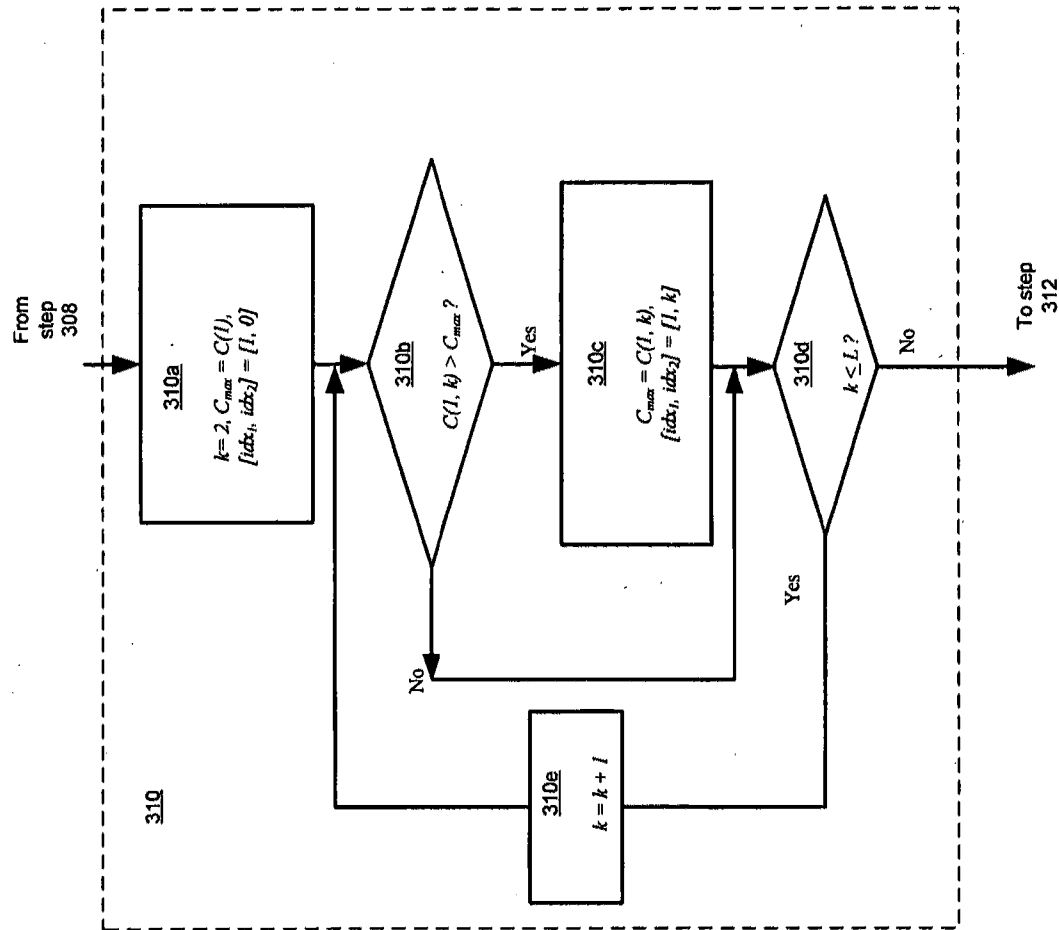 From
step
308
310
310a
k = 2, Cmax = C(1),
[idx1, idx2] = [1, 0]
310b
C(1, k) > Cmax ?
Yes
No
310c
Cmax = C(1, k),
[idx1, idx2] = [1, k]
310d
k ≤ L ?
Yes
No
310e
k = k + 1
To step
312